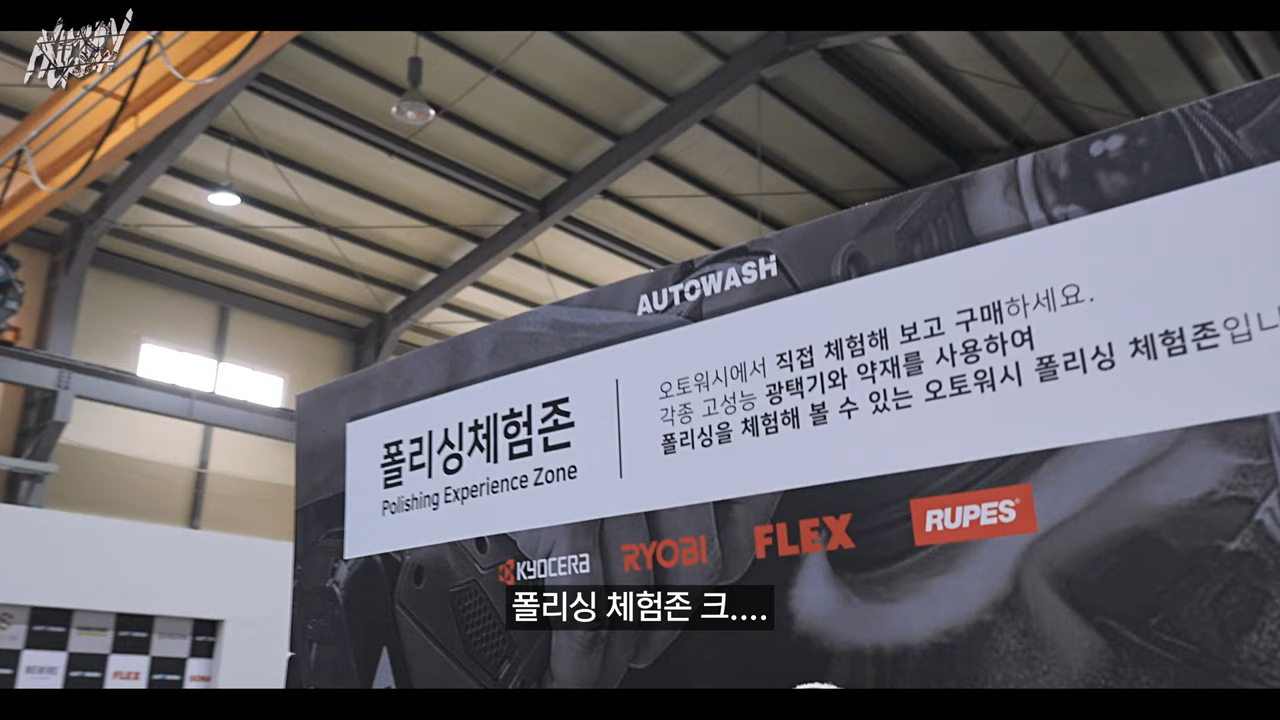 AUTOWASH
폴리싱체험존
Polishing Experience Zone
오토워시에서 직접 체험해 보고 구매하세요.
각종 고성능 광택기와 약재를 사용하여
폴리싱을 체험해 볼 수 있는 오토워시 폴리싱 체험존입니
KYOCERA
RYOBI
FLEX
RUPES
폴리싱 체험존 크....
FLEX